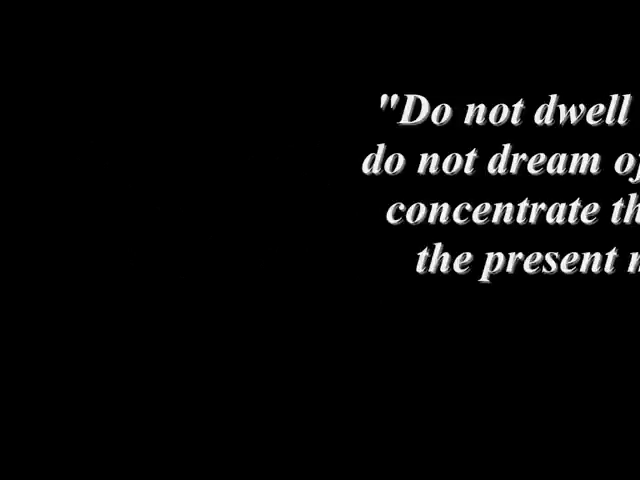 "Do not dwell
do not dream
concentrate
the present